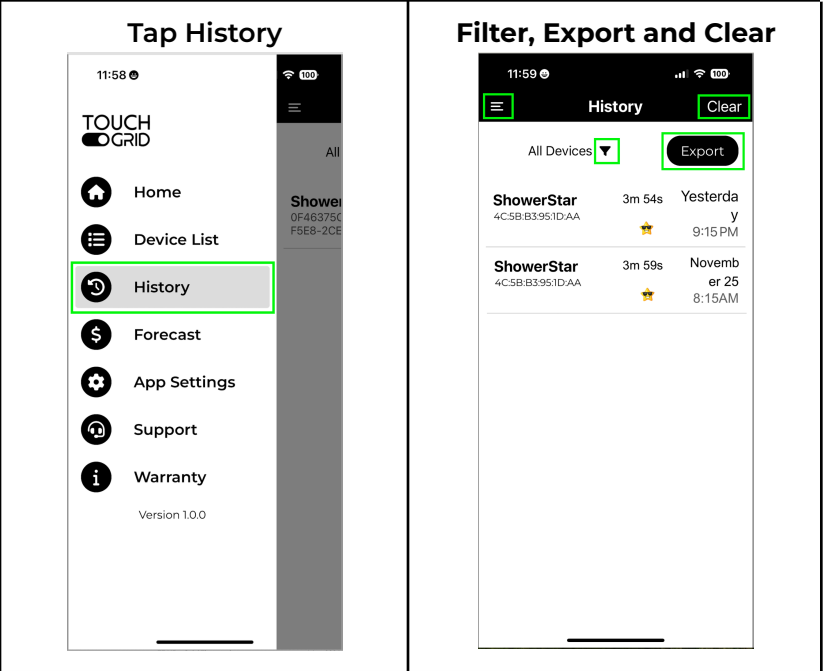 Tap History
11:58
100
TOUCH
GRID
All
Home
Shower
0F46375C
F5E8-2CE
Device List
History
Forecast
App Settings
Support
Warranty
Version 1.0.0
Filter, Export and Clear
11:59
100
History
Clear
All Devices
Export
ShowerStar
3m 54s
Yesterda
y
4C:5B:B3:95:1D:AA
9:15 PM
ShowerStar
3m 59s
Novemb
er 25
4C:5B:B3:95:1D:AA
8:15AM